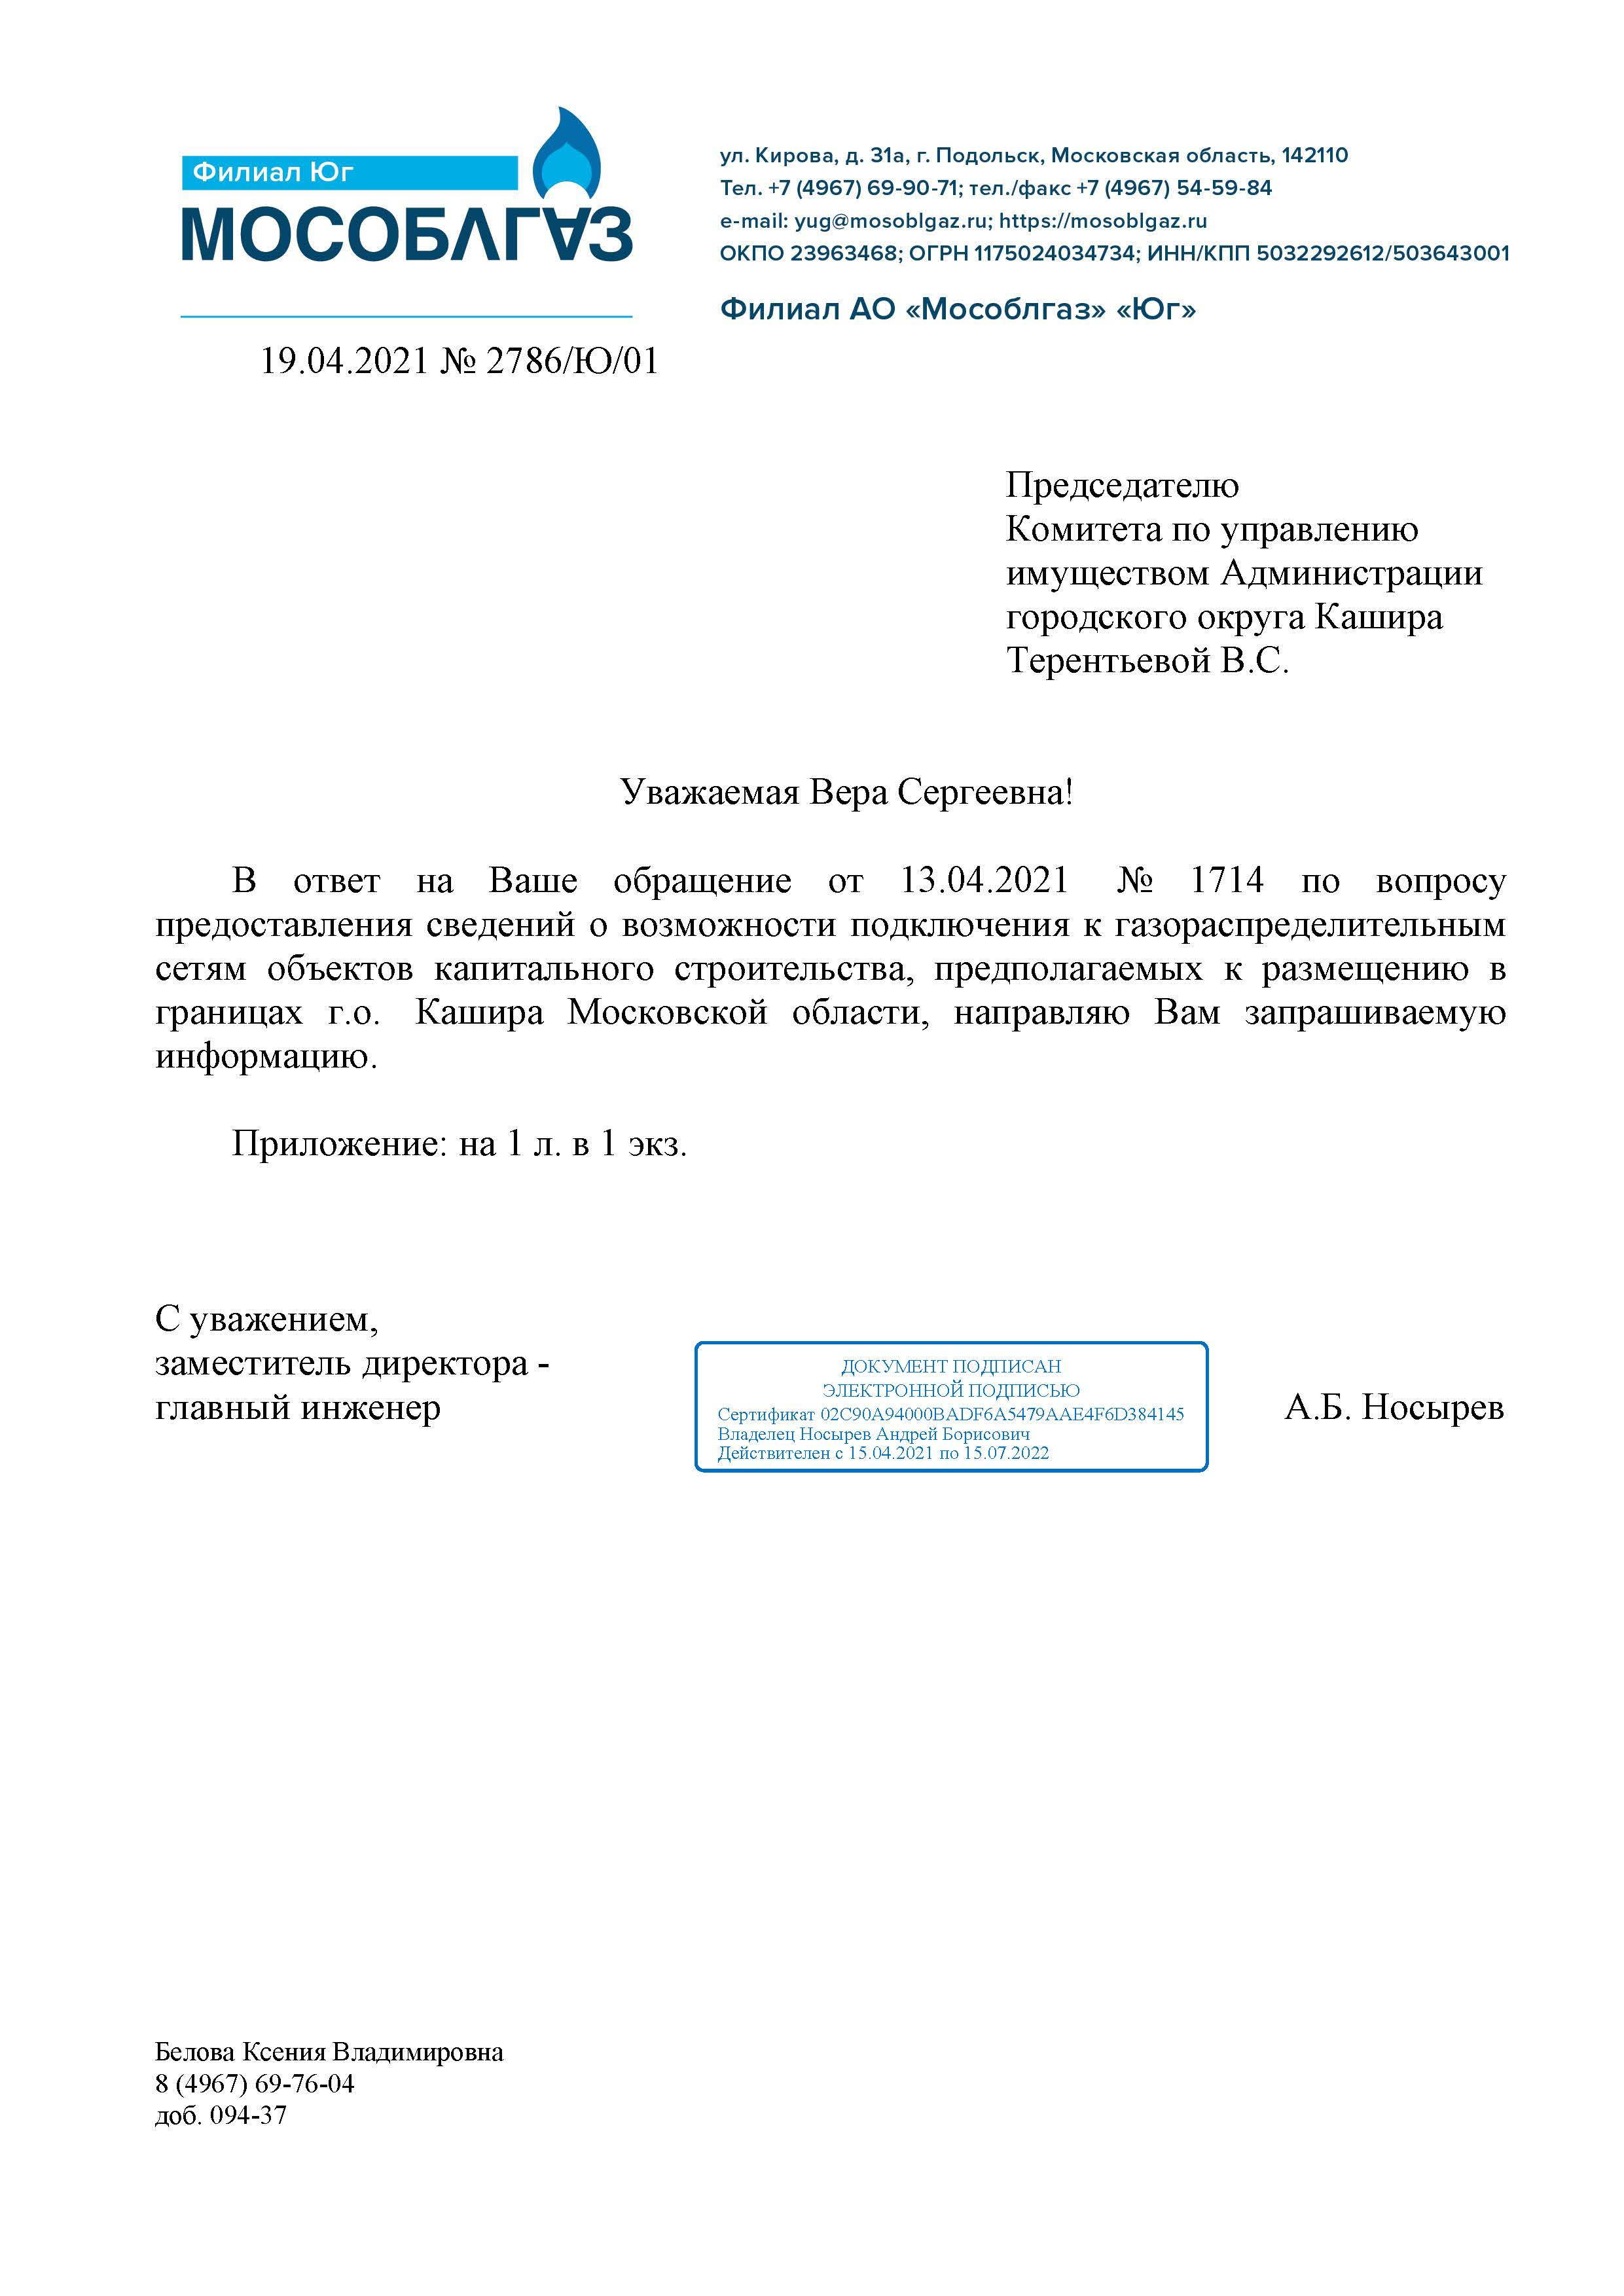 Филиал Юг
МОСОБЛГАЗ
ул. Кирова, д. 31а, г. Подольск, Московская область, 142110
Тел. +7 (4967) 69-90-71; тел./факс +7 (4967) 54-59-84
e-mail: yug@mosoblgaz.ru; https://mosoblgaz.ru
ОКПО 23963468; ОГРН 1175024034734; ИНН/КПП 5032292612/503643001
Филиал АО «Мособлгаз» «Юг»
19.04.2021 № 2786/Ю/01
Председателю
Комитета по управлению
имуществом Администрации
городского округа Кашира
Терентьевой В.С.
Уважаемая Вера Сергеевна!
В ответ на Ваше обращение от 13.04.2021 № 1714 по вопросу
предоставления сведений о возможности подключения к газораспределительным
сетям объектов капитального строительства, предполагаемых к размещению в
границах г.о. Кашира Московской области, направляю Вам запрашиваемую
информацию.
Приложение: на 1 л. в 1 экз.
С уважением,
заместитель директора -
главный инженер
ДОКУМЕНТ ПОДПИСАН
ЭЛЕКТРОННОЙ ПОДПИСЬЮ
Сертификат 02C90A94000BADF6A5479AAE4F6D384145
Владелец Носырев Андрей Борисович
Действителен с 15.04.2021 по 15.07.2022
А.Б. Носырев
Белова Ксения Владимировна
8 (4967) 69-76-04
доб. 094-37